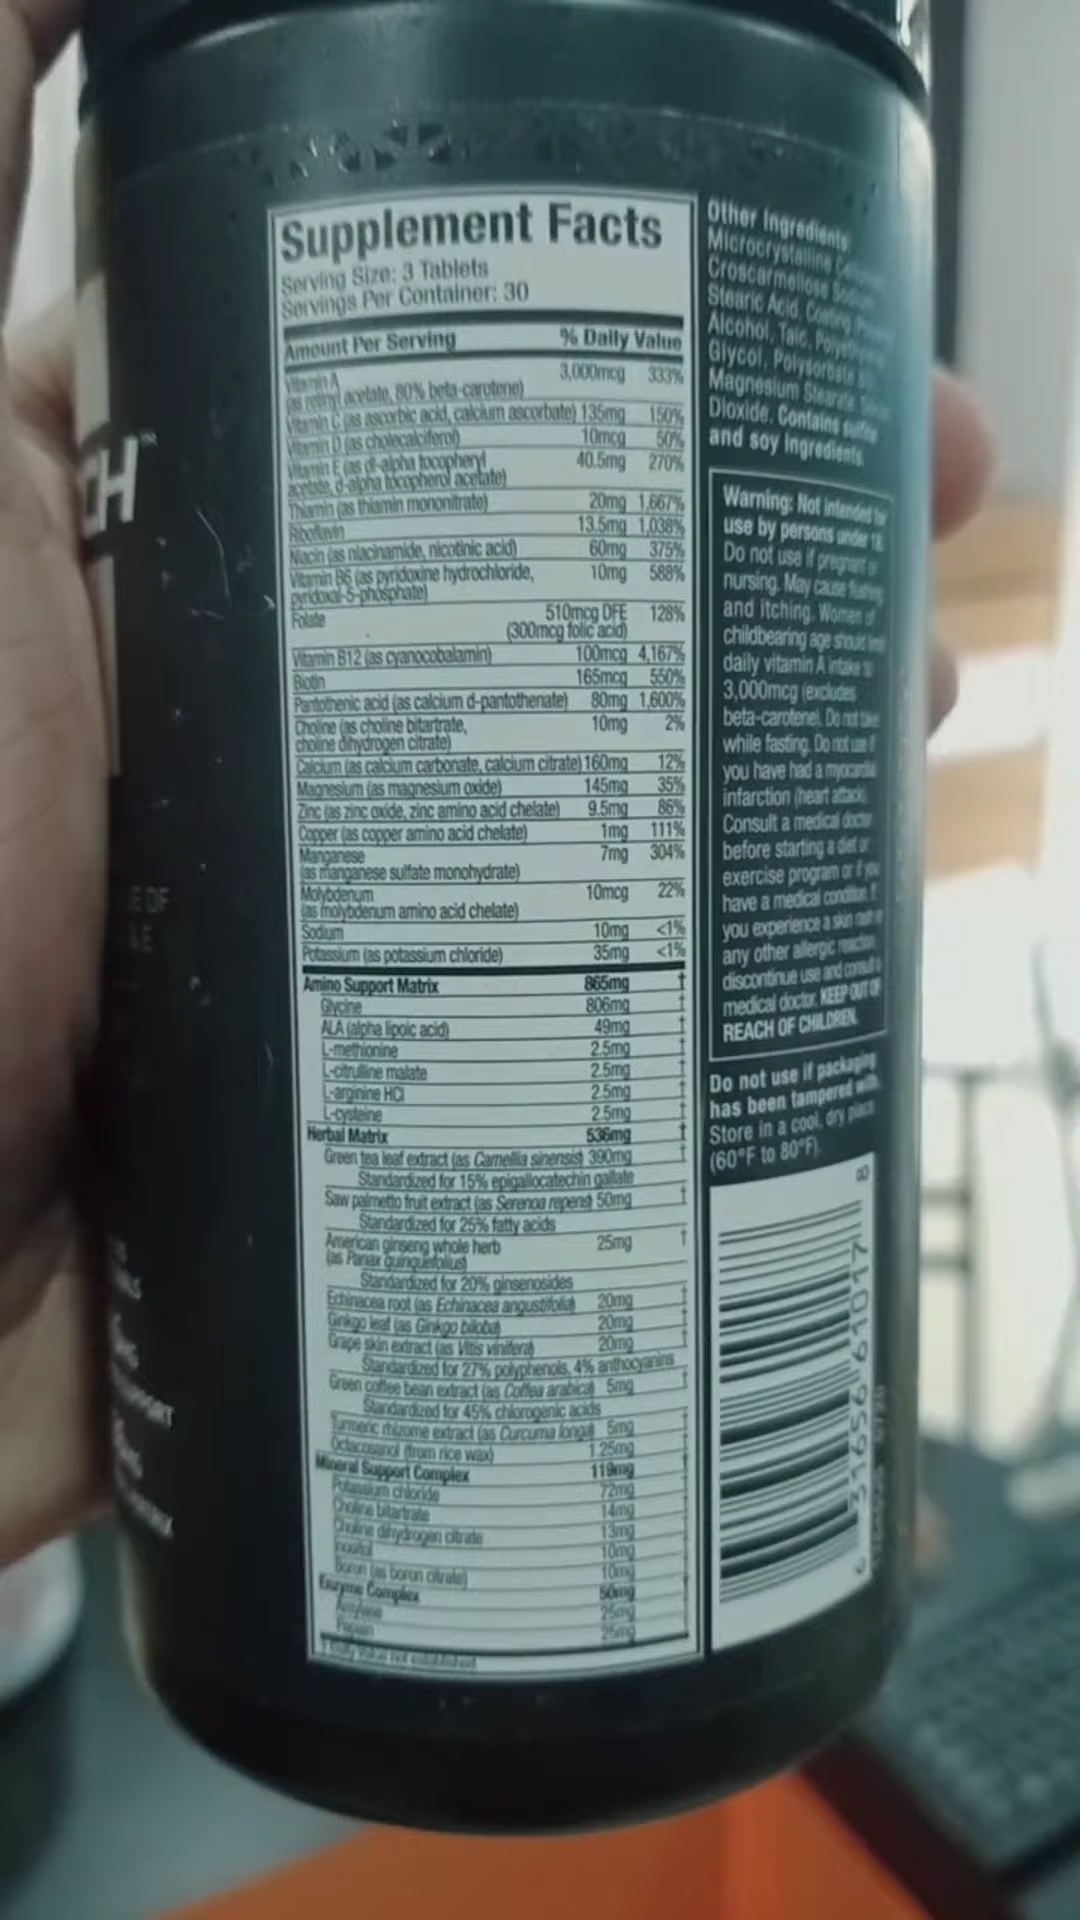 CH™
E OF
Supplement Facts
Serving Size: 3 Tablets
Servings Per Container: 30
Amount Per Serving % Daily Value
Vitamin A 3,000mcg 333%
(as retinyl acetate, 80% beta-carotene)
Vitamin C (as ascorbic acid, calcium ascorbate) 135mg 150%
Vitamin D (as cholecalciferol) 10mcg 50%
Vitamin E (as dl-alpha tocopheryl 40.5mg 270%
acetate, d-alpha tocopherol acetate)
Thiamin (as thiamin mononitrate) 20mg 1,667%
Riboflavin 13.5mg 1,038%
Niacin (as niacinamide, nicotinic acid) 60mg 375%
Vitamin B6 (as pyridoxine hydrochloride, 10mg 588%
pyridoxal-5-phosphate)
Folate 510mcg DFE 128%
(300mcg folic acid)
Vitamin B12 (as cyanocobalamin) 100mcg 4,167%
Biotin 165mcg 550%
Pantothenic acid (as calcium d-pantothenate) 80mg 1,600%
Choline (as choline bitartrate, 10mg 2%
choline dihydrogen citrate)
Calcium (as calcium carbonate, calcium citrate) 160mg 12%
Magnesium (as magnesium oxide) 145mg 35%
Zinc (as zinc oxide, zinc amino acid chelate) 9.5mg 86%
Copper (as copper amino acid chelate) 1mg 111%
Manganese 7mg 304%
(as manganese sulfate monohydrate)
Molybdenum 10mcg 22%
(as molybdenum amino acid chelate)
Sodium 10mg <1%
Potassium (as potassium chloride) 35mg <1%
Amino Support Matrix 865mg †
Glycine 806mg †
ALA (alpha lipoic acid) 49mg †
L-methionine 2.5mg †
L-citrulline malate 2.5mg †
L-arginine HCl 2.5mg †
L-cysteine 2.5mg †
Herbal Matrix 536mg †
Green tea leaf extract (as Camellia sinensis) 390mg †
Standardized for 15% epigallocatechin gallate
Saw palmetto fruit extract (as Serenoa repens) 50mg †
Standardized for 25% fatty acids
American ginseng whole herb 25mg †
(as Panax quinquefolius)
Standardized for 20% ginsenosides
Echinacea root (as Echinacea angustifolia) 20mg †
Ginkgo leaf (as Ginkgo biloba) 20mg †
Grape skin extract (as Vitis vinifera) 20mg †
Standardized for 27% polyphenols, 4% anthocyanins
Green coffee bean extract (as Coffea arabica) 5mg †
Standardized for 45% chlorogenic acids
Turmeric rhizome extract (as Curcuma longa) 5mg
Octacosanol (from rice wax) 1.25mg
Mineral Support Complex 119mg
Potassium chloride 72mg
Choline bitartrate 14mg
Choline dihydrogen citrate 13mg
Inositol 10mg
Boron (as boron citrate) 10mg
Enzyme Complex 50mg
Amylase 25mg
Papain 25mg
† Daily Value not established
Other Ingredients:
Microcrystalline
Croscarmellose Sodium
Stearic Acid, Coating
Alcohol, Talc, Polyethylene
Glycol, Polysorbate
Magnesium Stearate,
Dioxide. Contains
and soy ingredients.
Warning: Not intended for
use by persons under 18.
Do not use if pregnant or
nursing. May cause flushing
and itching. Women of
childbearing age should limit
daily vitamin A intake to
3,000mcg (excludes
beta-carotene). Do not take
while fasting. Do not use if
you have had a myocardial
infarction (heart attack).
Consult a medical doctor
before starting a diet or
exercise program or if you
have a medical condition. If
you experience a skin rash or
any other allergic reaction,
discontinue use and consult a
medical doctor. KEEP OUT OF
REACH OF CHILDREN.
Do not use if packaging
has been tampered with.
Store in a cool, dry place
(60°F to 80°F).